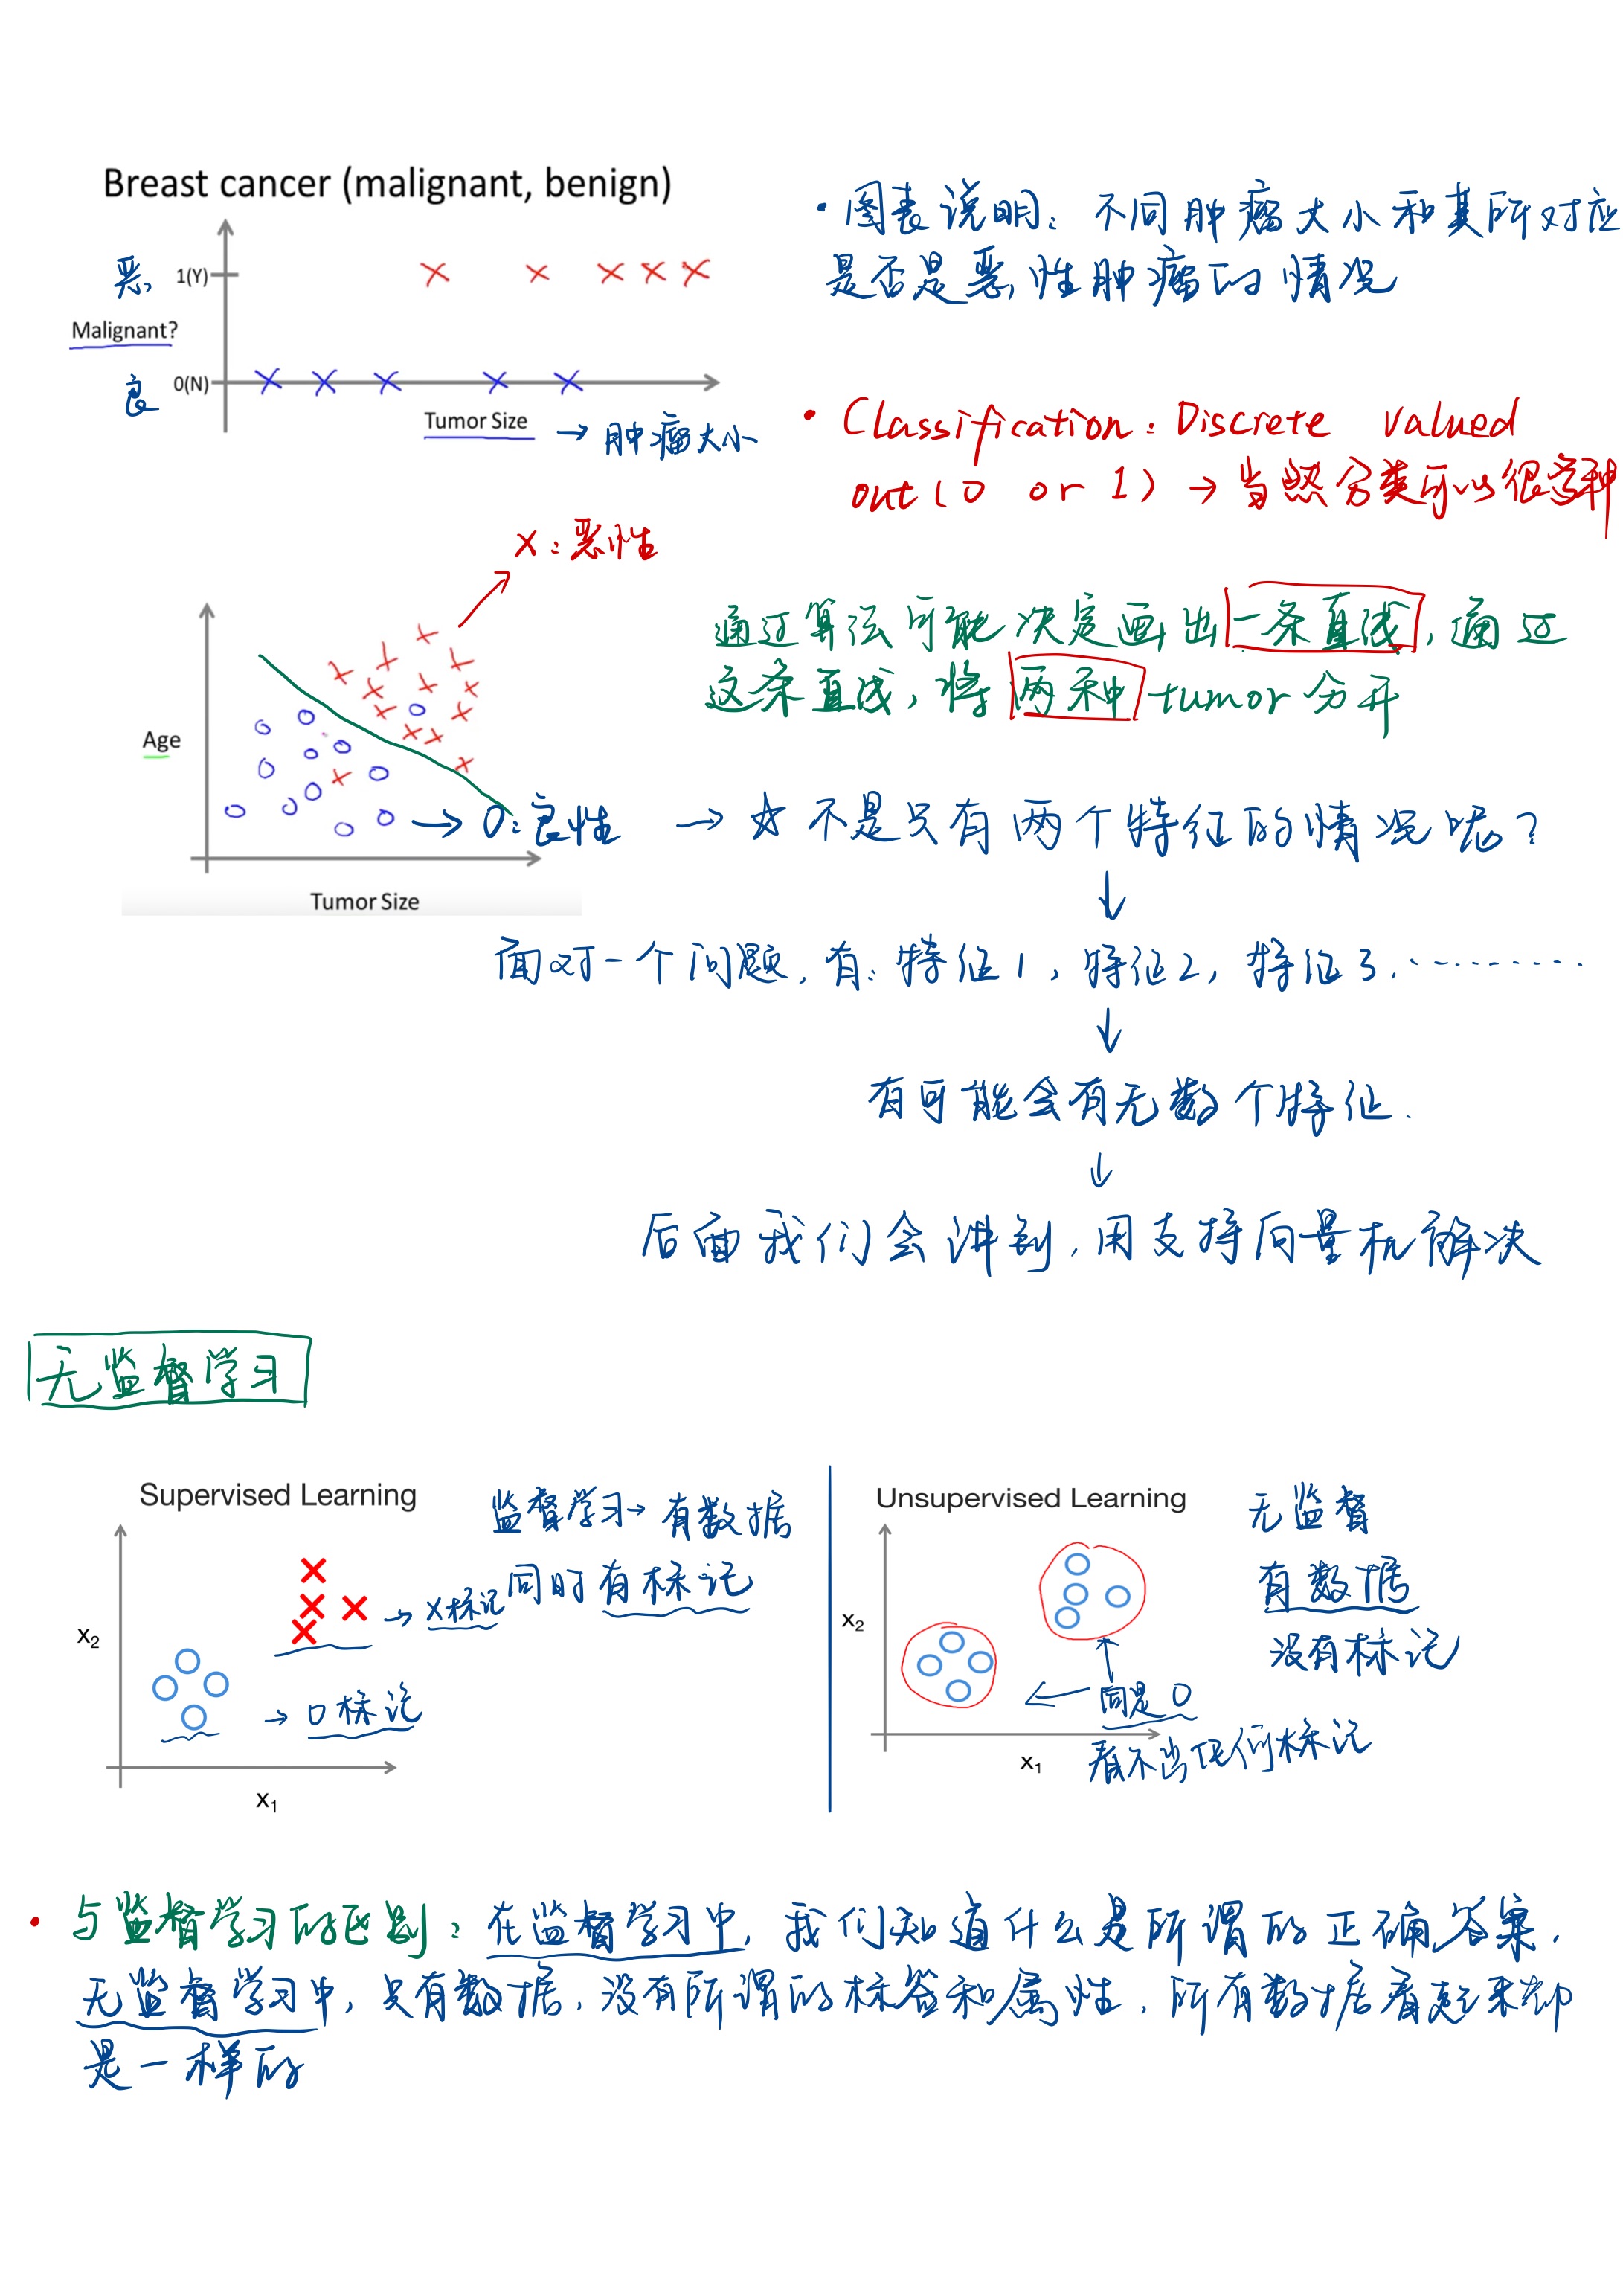 Breast cancer (malignant, benign)
恶
1(Y)
Malignant?
良
0(N)
Tumor Size
→ 肿瘤大小
· 图表说明：不同肿瘤大小和其所对应
是否是恶性肿瘤的情况
· Classification：Discrete valued
out（0 or 1）→ 当然分类可以很多种
x：恶性
Age
Tumor Size
通过算法可能决定画出一条直线，通过
这条直线，将两种tumor分开
→ O：良性 → ☆不是只有两个特征的情况呢？
↓
面对一个问题，有：特征1，特征2，特征3..........
↓
有可能会有无数个特征.
↓
后面我们会讲到，用支持向量机解决
无监督学习
Supervised Learning
x₂
x₁
监督学习→有数据
同时有标记
→ x标记
→ O标记
Unsupervised Learning
x₂
x₁
无监督
有数据
没有标记
同是O
看不出任何标记
· 与监督学习的区别：在监督学习中，我们知道什么是所谓的正确答案.
无监督学习中，只有数据，没有所谓的标签和属性，所有数据看起来都
是一样的